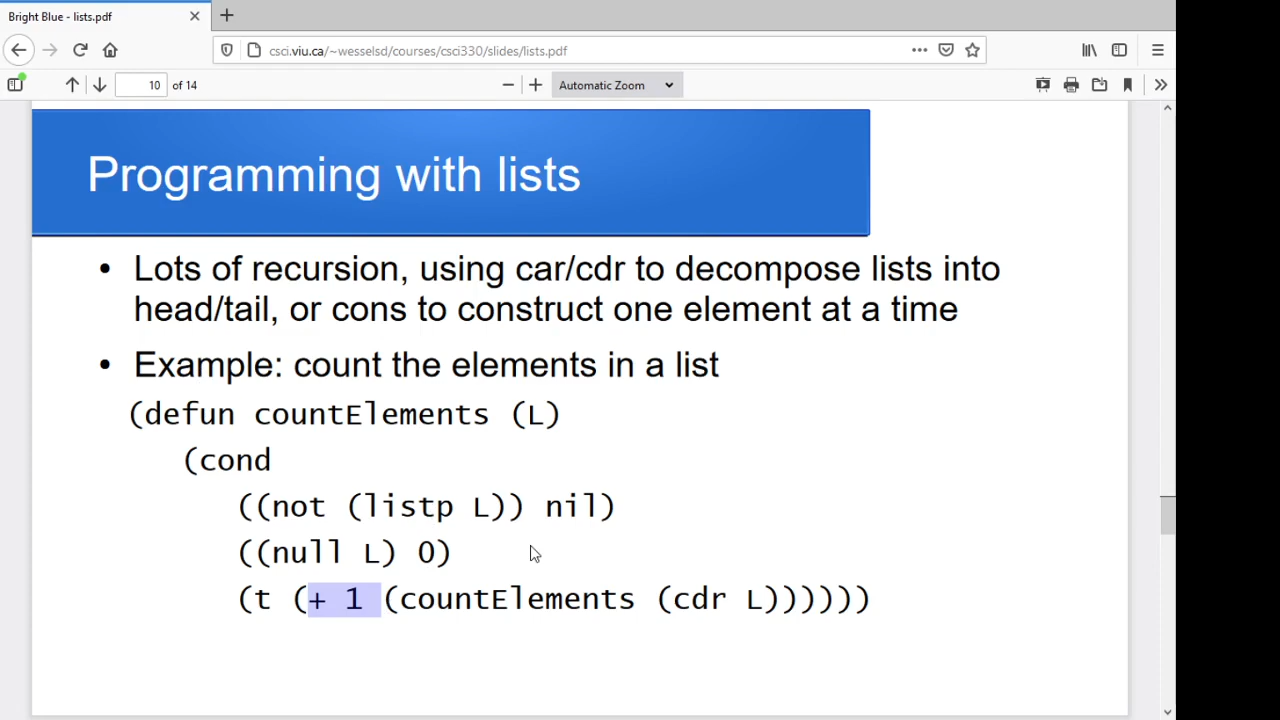 Bright Blue - lists.pdf
csci.viu.ca/~wesselsd/courses/csci330/slides/lists.pdf
10 of 14
Automatic Zoom
Programming with lists
• Lots of recursion, using car/cdr to decompose lists into
head/tail, or cons to construct one element at a time
• Example: count the elements in a list
(defun countElements (L)
(cond
((not (listp L)) nil)
((null L) 0)
(t (+ 1 (countElements (cdr L))))))